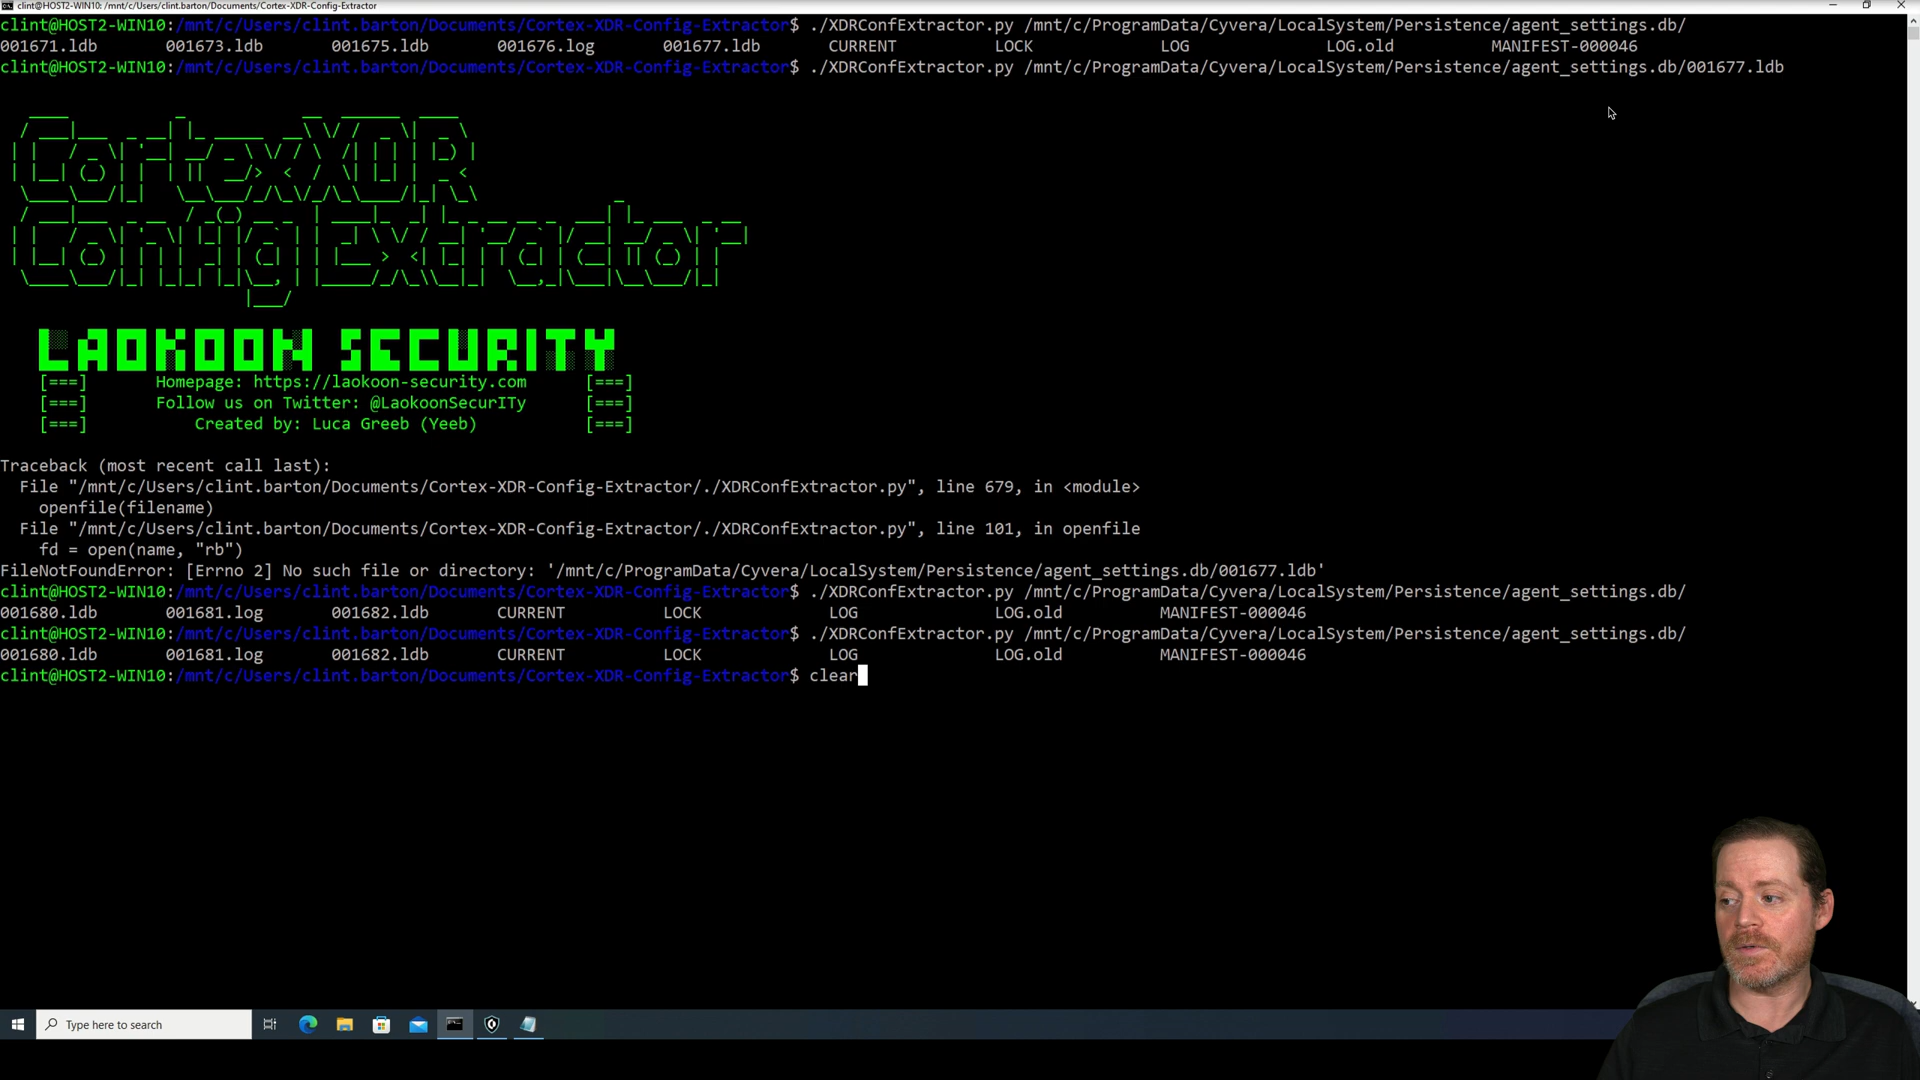 clint@HOST2-WIN10: /mnt/c/Users/clint.barton/Documents/Cortex-XDR-Config-Extractor
clint@HOST2-WIN10:/mnt/c/Users/clint.barton/Documents/Cortex-XDR-Config-Extractor$ ./XDRConfExtractor.py /mnt/c/ProgramData/Cyvera/LocalSystem/Persistence/agent_settings.db/
001671.ldb 001673.ldb 001675.ldb 001676.log 001677.ldb CURRENT LOCK LOG LOG.old MANIFEST-000046
clint@HOST2-WIN10:/mnt/c/Users/clint.barton/Documents/Cortex-XDR-Config-Extractor$ ./XDRConfExtractor.py /mnt/c/ProgramData/Cyvera/LocalSystem/Persistence/agent_settings.db/001677.ldb
CortexXDR
Config Extractor
LAOKOON SECURITY
[===] Homepage: https://laokoon-security.com [===]
[===] Follow us on Twitter: @LaokoonSecurITy [===]
[===] Created by: Luca Greeb (Yeeb) [===]
Traceback (most recent call last):
File "/mnt/c/Users/clint.barton/Documents/Cortex-XDR-Config-Extractor/./XDRConfExtractor.py", line 679, in <module>
openfile(filename)
File "/mnt/c/Users/clint.barton/Documents/Cortex-XDR-Config-Extractor/./XDRConfExtractor.py", line 101, in openfile
fd = open(name, "rb")
FileNotFoundError: [Errno 2] No such file or directory: '/mnt/c/ProgramData/Cyvera/LocalSystem/Persistence/agent_settings.db/001677.ldb'
clint@HOST2-WIN10:/mnt/c/Users/clint.barton/Documents/Cortex-XDR-Config-Extractor$ ./XDRConfExtractor.py /mnt/c/ProgramData/Cyvera/LocalSystem/Persistence/agent_settings.db/
001680.ldb 001681.log 001682.ldb CURRENT LOCK LOG LOG.old MANIFEST-000046
clint@HOST2-WIN10:/mnt/c/Users/clint.barton/Documents/Cortex-XDR-Config-Extractor$ ./XDRConfExtractor.py /mnt/c/ProgramData/Cyvera/LocalSystem/Persistence/agent_settings.db/
001680.ldb 001681.log 001682.ldb CURRENT LOCK LOG LOG.old MANIFEST-000046
clint@HOST2-WIN10:/mnt/c/Users/clint.barton/Documents/Cortex-XDR-Config-Extractor$ clear
Type here to search